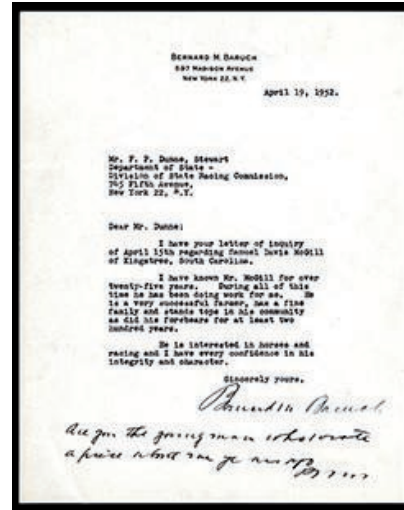 BERNARD M. BARUCH
597 MADISON AVENUE
NEW YORK 22, N.Y.
April 19, 1952.
Mr. F. P. Dunne, Stewart
Department of State -
Division of State Racing Commission,
745 Fifth Avenue,
New York 22, N.Y.
Dear Mr. Dunne:
I have your letter of inquiry
of April 15th regarding Samuel Davis McGill
of Kingstree, South Carolina.
I have known Mr. McGill for over
twenty-five years. During all of this
time he has been doing work for me. He
is a very successful farmer, has a fine
family and stands tops in his community
as did his forebears for at least two
hundred years.
He is interested in horses and
racing and I have every confidence in his
integrity and character.
Sincerely yours,
Bernard M Baruch
Are you the young man who wrote
a piece about me